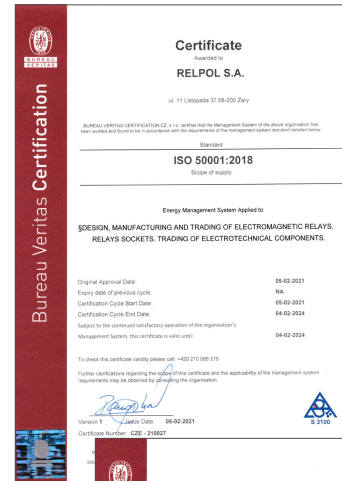 BUREAU
VERITAS
Bureau Veritas Certification
Certificate
Awarded to
RELPOL S.A.
ul. 11 Listopada 37,68-200 Zary
BUREAU VERITAS CERTIFICATION CZ, s.r.o. certifies that the Management System of the above organisation has
been audited and found to be in accordance with the requirements of the management system standard detailed below
Standard
ISO 50001:2018
Scope of supply
Energy Management System Applied to:
§DESIGN, MANUFACTURING AND TRADING OF ELECTROMAGNETIC RELAYS,
RELAYS SOCKETS. TRADING OF ELECTROTECHNICAL COMPONENTS.
Original Approval Date: 05-02-2021
Expiry date of previous cycle: NA
Certification Cycle Start Date: 05-02-2021
Certification Cycle End Date: 04-02-2024
Subject to the continued satisfactory operation of the organisation's
Management System, this certificate is valid until: 04-02-2024
To check this certificate validity please call: +420 210 088 215
Further clarifications regarding the scope of this certificate and the applicability of the management system
requirements may be obtained by consulting the organisation.
Version 1 Issue Date: 05-02-2021
S 3100
Certificate Number: CZE - 210027